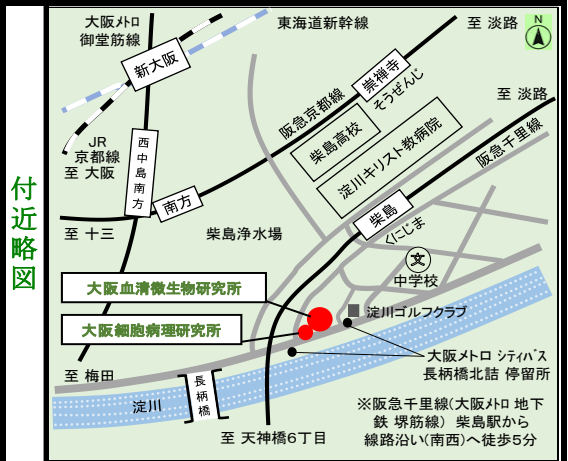 付近略図
大阪ﾒﾄﾛ
御堂筋線
東海道新幹線
至 淡路
N
新大阪
崇禅寺
そうぜんじ
阪急京都線
至 淡路
JR
京都線
至 大阪
西中島南方
柴島高校
淀川キリスト教病院
阪急千里線
南方
柴島
くにじま
至 十三
柴島浄水場
文
中学校
大阪血清微生物研究所
大阪細胞病理研究所
淀川ゴルフクラブ
大阪メトロ ｼﾃｨﾊﾞｽ
長柄橋北詰 停留所
至 梅田
長柄橋
淀川
至 天神橋6丁目
※阪急千里線(大阪ﾒﾄﾛ 地下
鉄 堺筋線) 柴島駅から
線路沿い(南西)へ徒歩5分